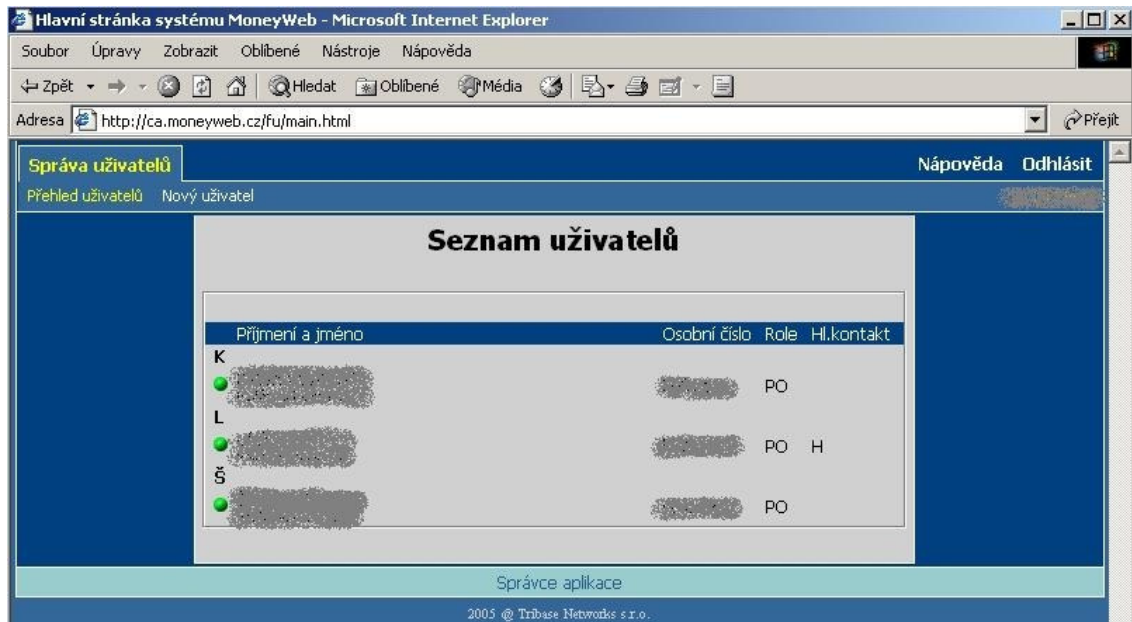 Hlavní stránka systému MoneyWeb - Microsoft Internet Explorer
Soubor Úpravy Zobrazit Oblíbené Nástroje Nápověda
Zpět Hledat Oblíbené Média
Adresa http://ca.moneyweb.cz/fu/main.html Přejít
Správa uživatelů Nápověda Odhlásit
Přehled uživatelů Nový uživatel
Seznam uživatelů
Příjmení a jméno Osobní číslo Role Hl.kontakt
K
PO
L
PO H
Š
PO
Správce aplikace
2005 @ Tribase Networks s.r.o.